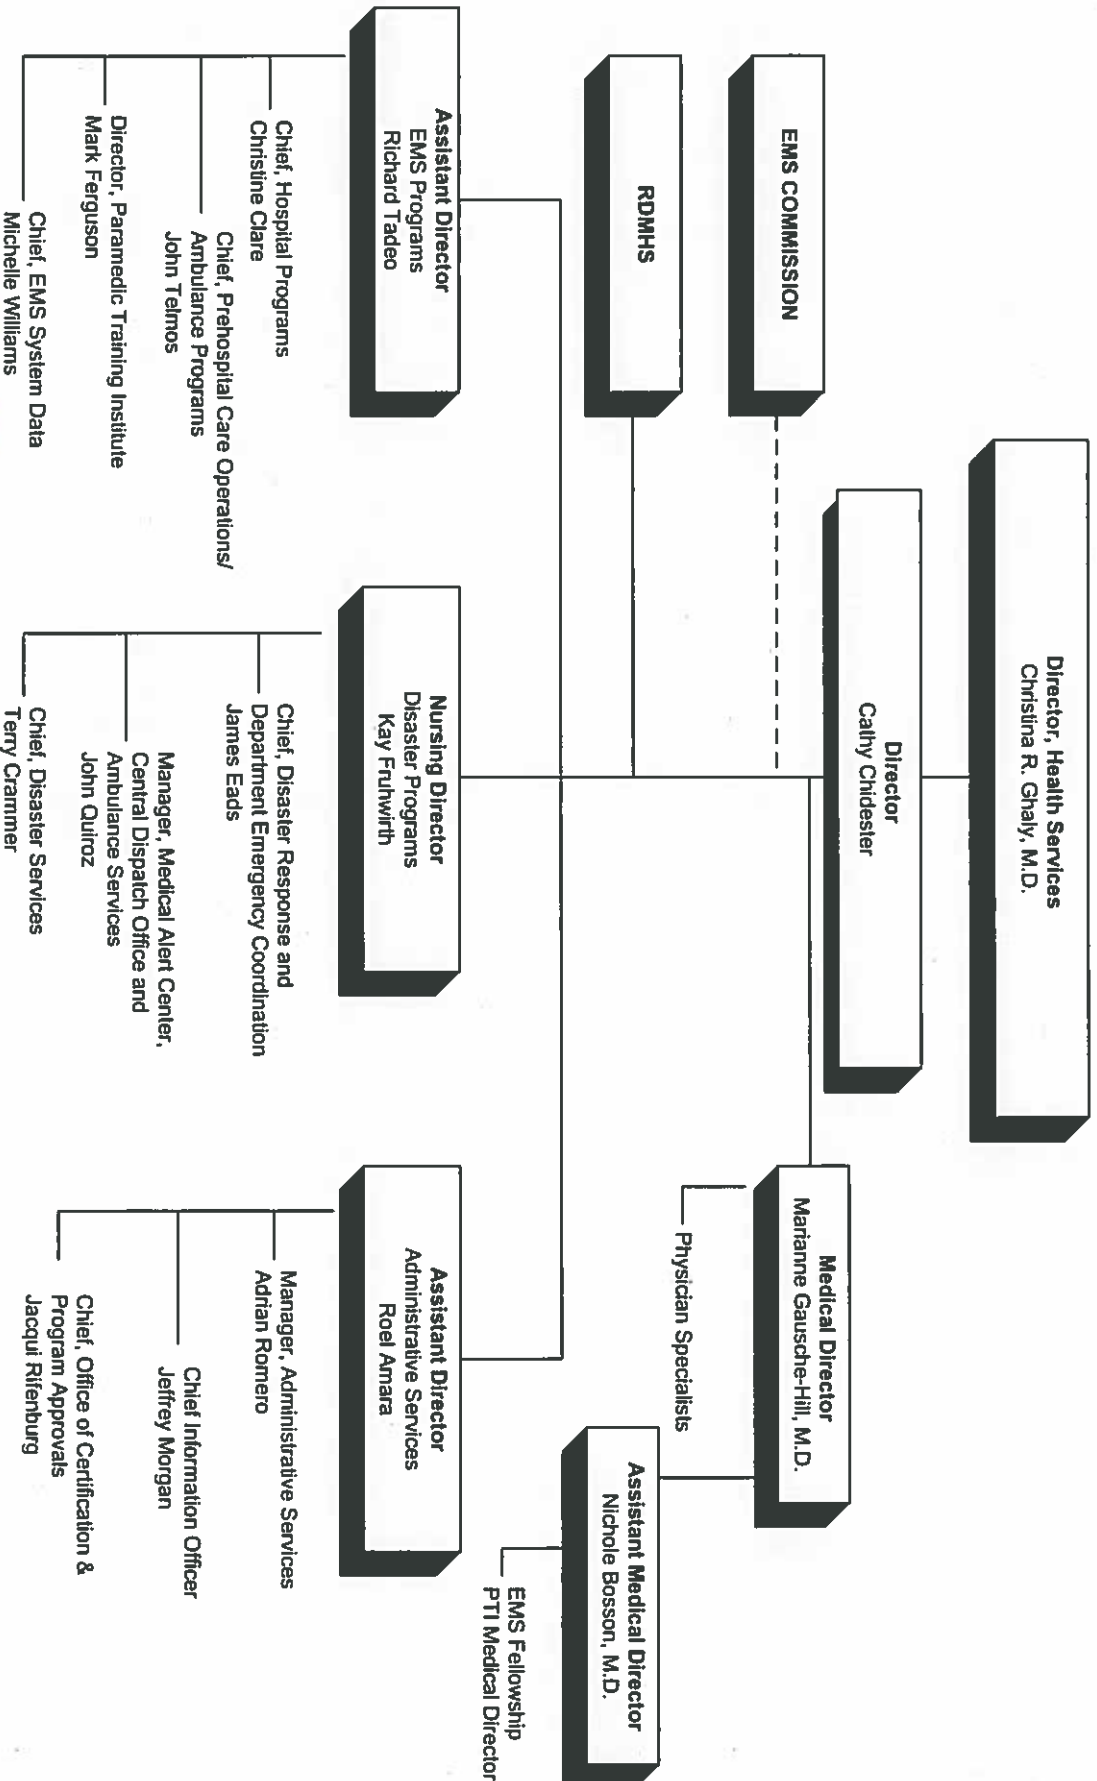 Director, Health Services
Christina R. Ghaly, M.D.
Director
Cathy Chidester
EMS COMMISSION
RDMHS
Medical Director
Marianne Gausche-Hill, M.D.
Physician Specialists
Assistant Medical Director
Nichole Bosson, M.D.
EMS Fellowship
PTI Medical Director
Assistant Director
EMS Programs
Richard Tadeo
Chief, Hospital Programs
Christine Clare
Chief, Prehospital Care Operations/
Ambulance Programs
John Telmos
Director, Paramedic Training Institute
Mark Ferguson
Chief, EMS System Data
Michelle Williams
Nursing Director
Disaster Programs
Kay Fruhwirth
Chief, Disaster Response and
Department Emergency Coordination
James Eads
Manager, Medical Alert Center,
Central Dispatch Office and
Ambulance Services
John Quiroz
Chief, Disaster Services
Terry Crammer
Assistant Director
Administrative Services
Roel Amara
Manager, Administrative Services
Adrian Romero
Chief Information Officer
Jeffrey Morgan
Chief, Office of Certification &
Program Approvals
Jacqui Rifenburg